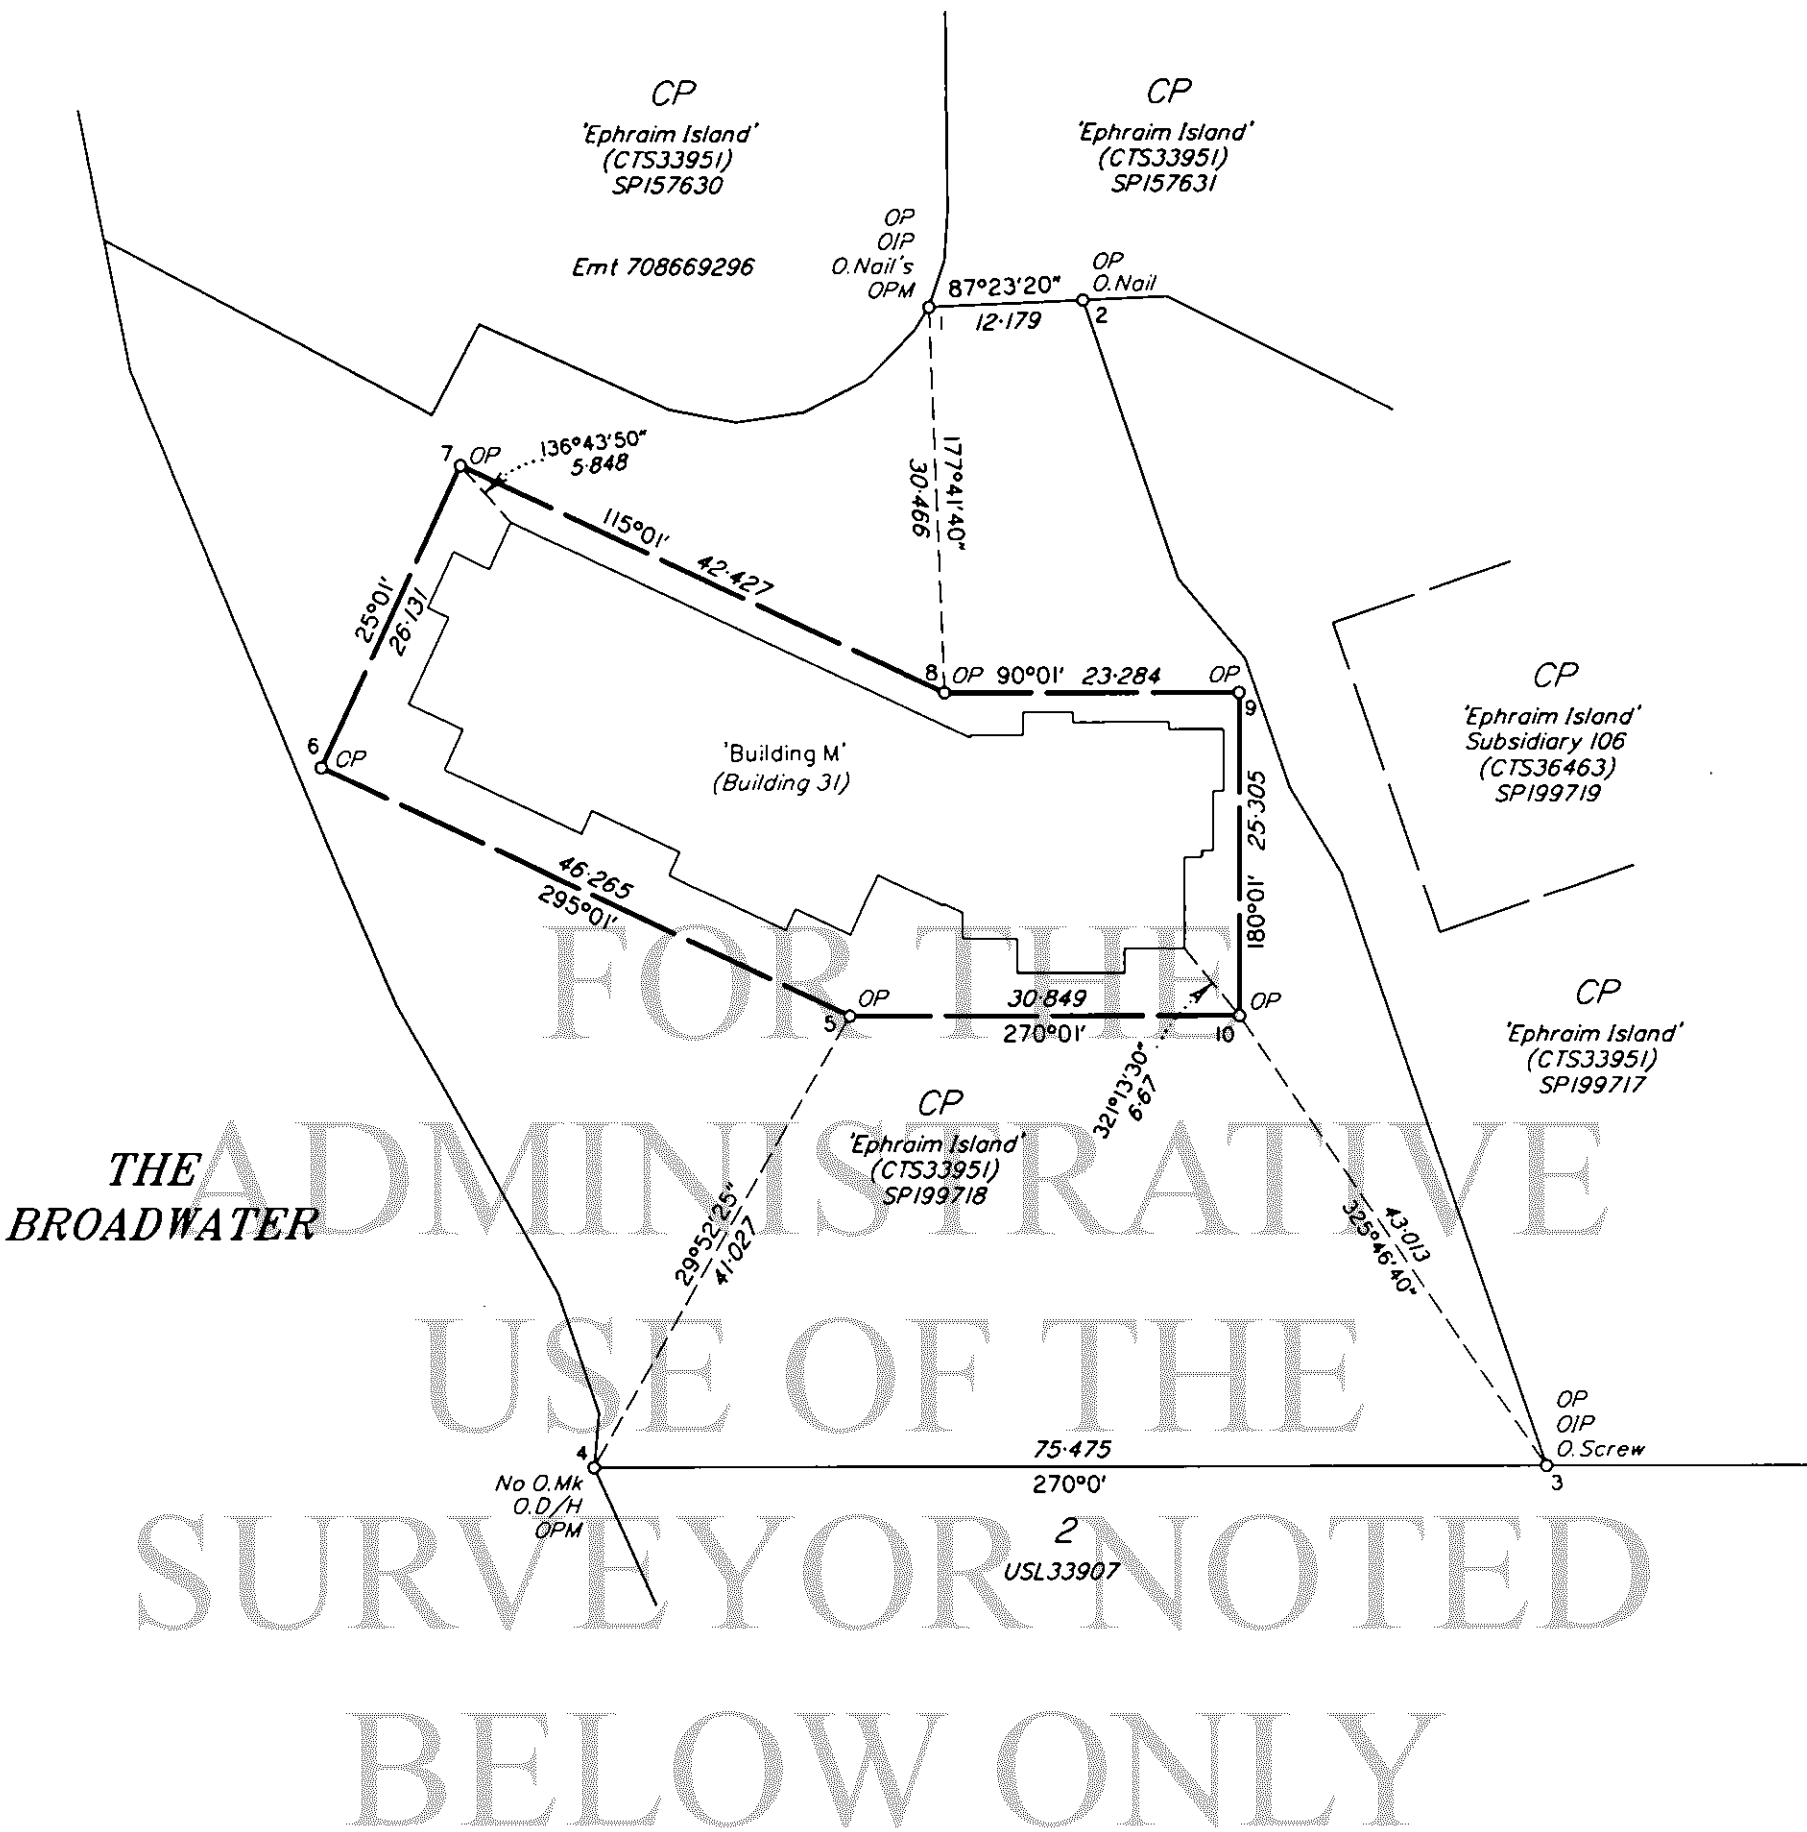 CP
'Ephraim Island'
(CTS33951)
SP157630
CP
'Ephraim Island'
(CTS33951)
SP157631
Emt 708669296
OP
OIP
O.Nail's
OPM
87°23'20"
12·179
1
OP
O.Nail
2
7
OP
136°43'50"
5·848
115°01'
42·427
177°41'40"
30·466
25°01'
26·131
8
OP
90°01'
23·284
OP
9
CP
'Ephraim Island'
Subsidiary 106
(CTS36463)
SP199719
6
OP
'Building M'
(Building 31)
25·305
180°01'
46·265
295°01'
OP
5
30·849
270°01'
OP
10
321°13'30"
6·67
CP
'Ephraim Island'
(CTS33951)
SP199717
CP
'Ephraim Island'
(CTS33951)
SP199718
THE
BROADWATER
29°52'25"
41·027
43·013
325°46'40"
4
No O.Mk
O.D/H
OPM
75·475
270°0'
OP
OIP
O.Screw
3
2
USL33907
FOR THE
ADMINISTRATIVE
USE OF THE
SURVEYOR NOTED
BELOW ONLY